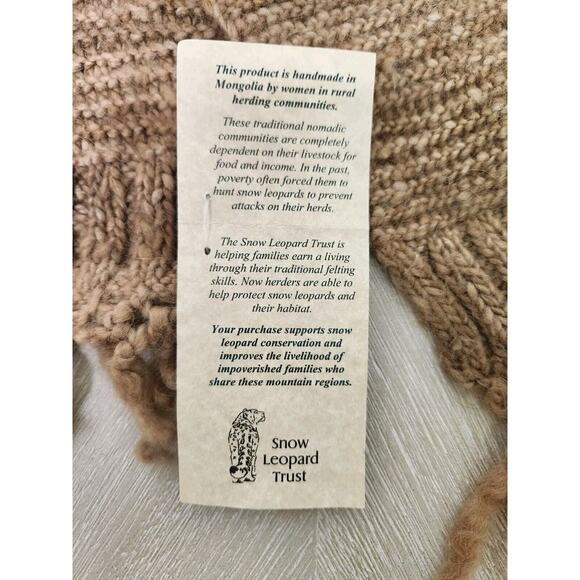 This product is handmade in
Mongolia by women in rural
herding communities.
These traditional nomadic
communities are completely
dependent on their livestock for
food and income. In the past,
poverty often forced them to
hunt snow leopards to prevent
attacks on their herds.
The Snow Leopard Trust is
helping families earn a living
through their traditional felting
skills. Now herders are able to
help protect snow leopards and
their habitat.
Your purchase supports snow
leopard conservation and
improves the livelihood of
impoverished families who
share these mountain regions.
Snow
Leopard
Trust